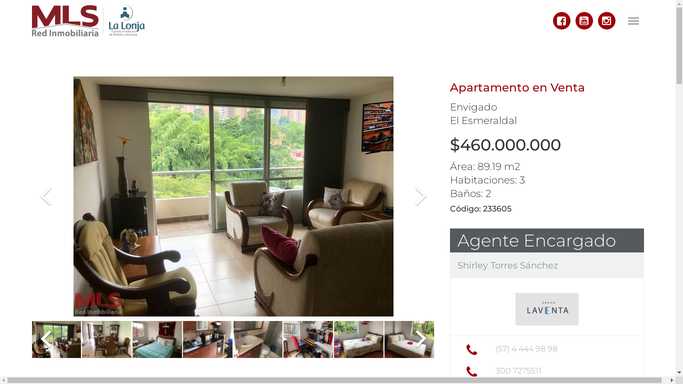 MLS
Red Inmobiliaria
La Lonja
Apartamento en Venta
Envigado
El Esmeraldal
$460.000.000
Área: 89.19 m2
Habitaciones: 3
Baños: 2
Código: 233605
MLS
Red Inmobiliaria
Agente Encargado
Shirley Torres Sánchez
LAVENTA
(57) 4 444 98 98